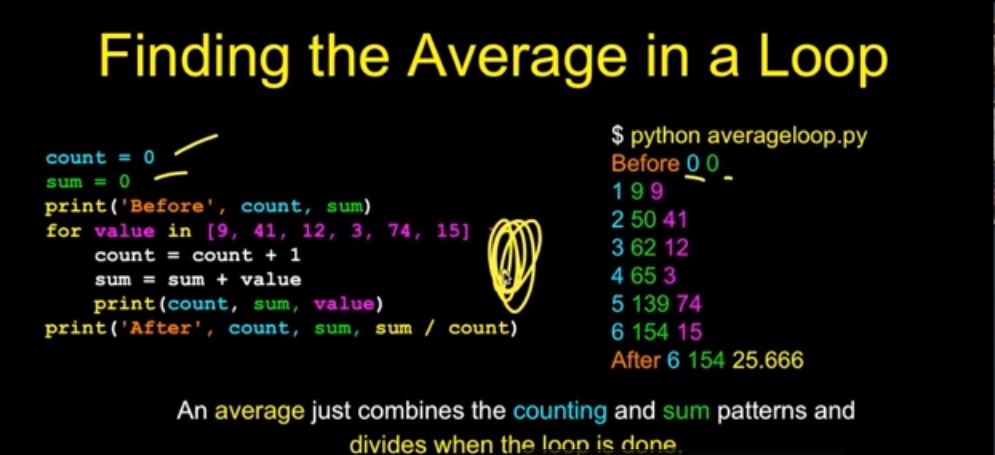 Finding the Average in a Loop
count = 0
sum = 0
print('Before', count, sum)
for value in [9, 41, 12, 3, 74, 15]
count = count + 1
sum = sum + value
print(count, sum, value)
print('After', count, sum, sum / count)
$ python averageloop.py
Before 0 0
1 9 9
2 50 41
3 62 12
4 65 3
5 139 74
6 154 15
After 6 154 25.666
An average just combines the counting and sum patterns and
divides when the loop is done.